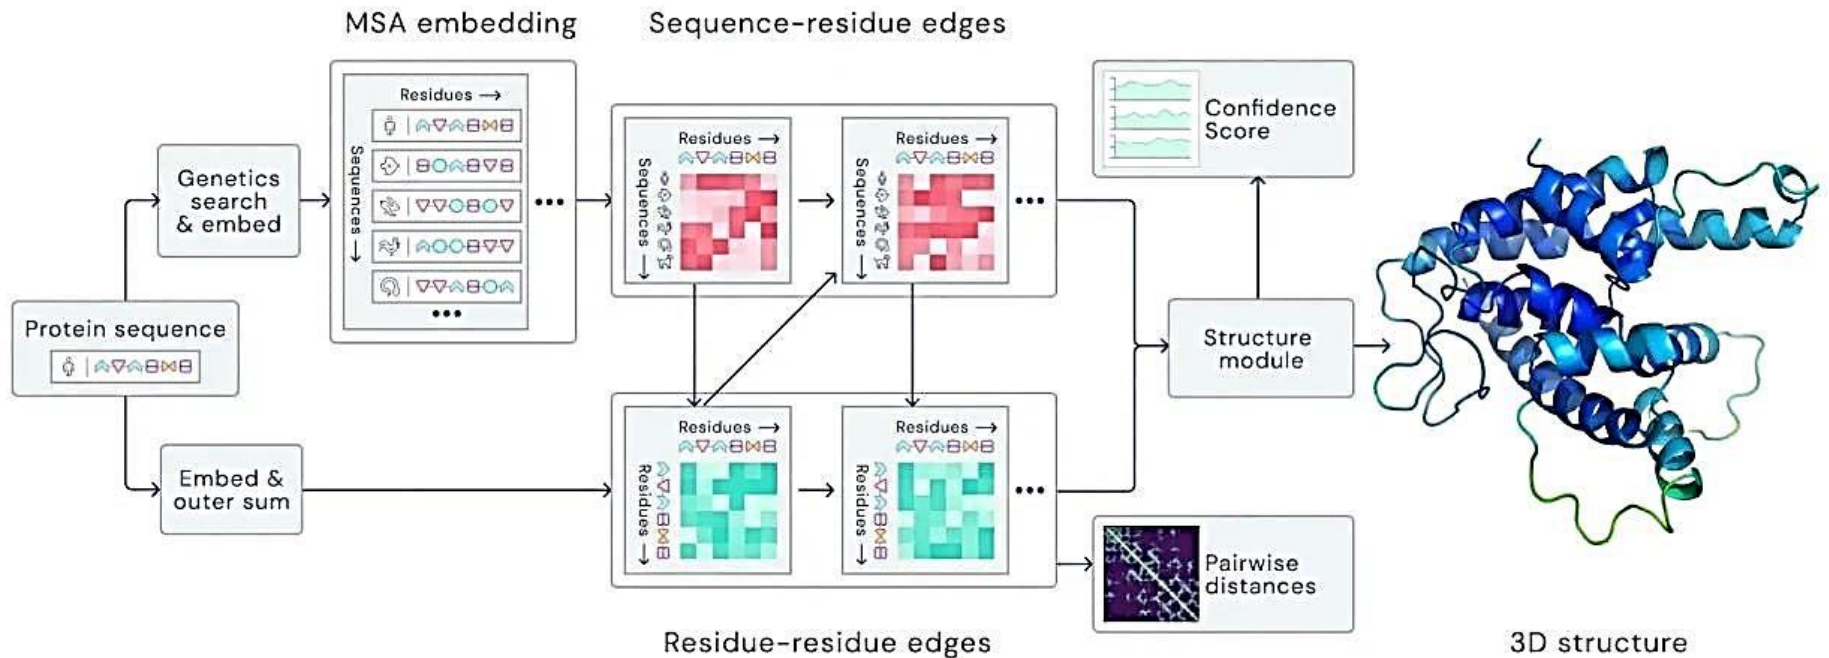 MSA embedding
Sequence-residue edges
Residues →
Sequences →
•••
•••
Genetics
search
& embed
Protein sequence
Embed &
outer sum
Residues →
Sequences →
Residues →
Sequences →
•••
Residues →
Residues →
Residues →
Residues →
•••
Confidence
Score
Structure
module
Pairwise
distances
Residue-residue edges
3D structure